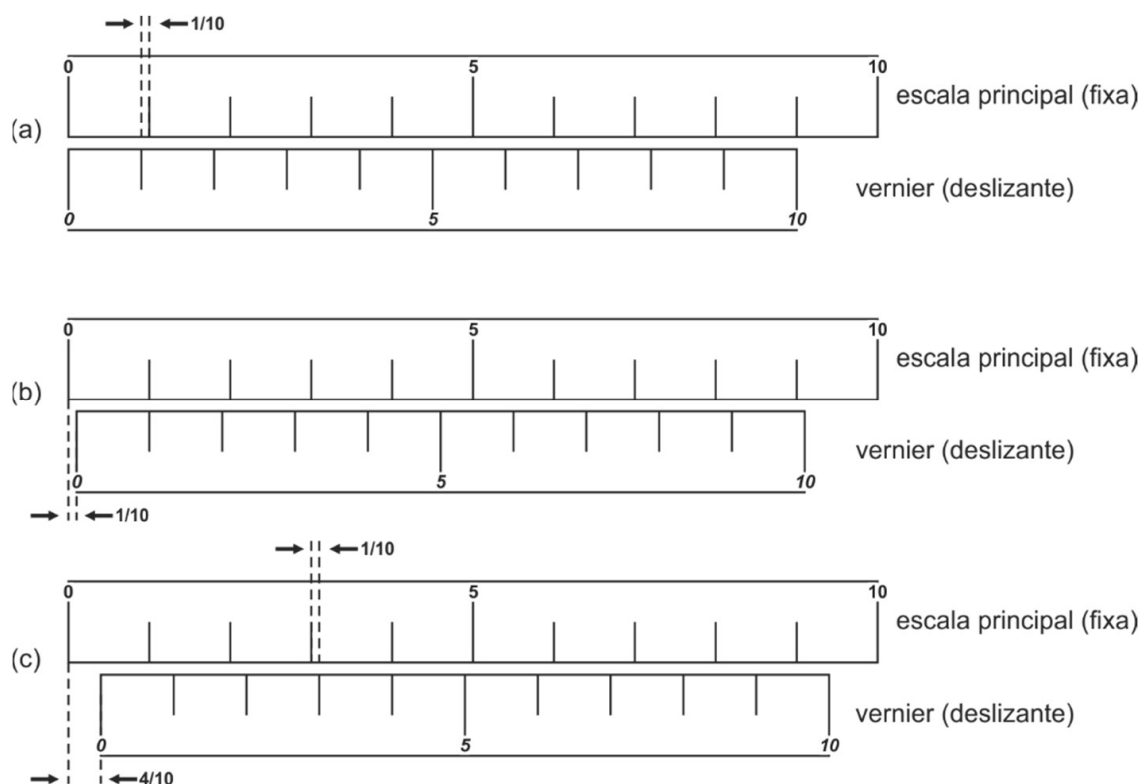 1/10
0 5 10
escala principal (fixa)
(a)
vernier (deslizante)
0 5 10
0 5 10
escala principal (fixa)
(b)
vernier (deslizante)
0 5 10
1/10
1/10
0 5 10
escala principal (fixa)
(c)
vernier (deslizante)
0 5 10
4/10